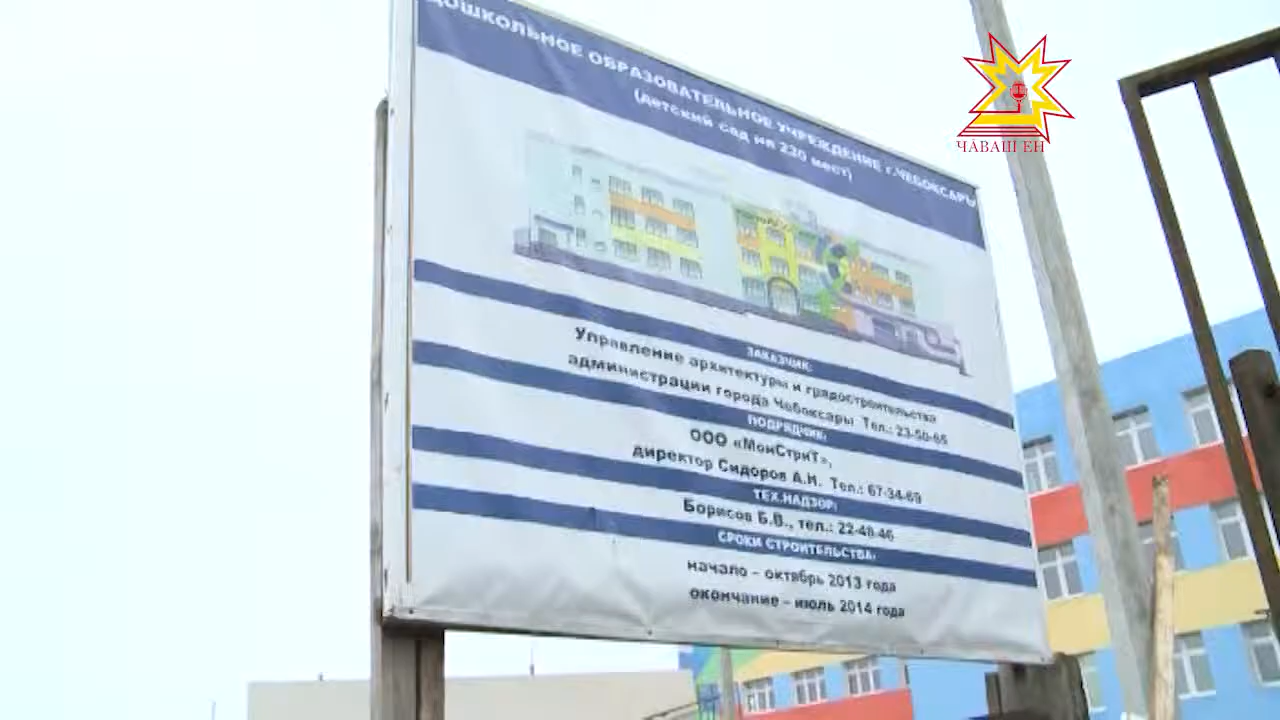 ДОШКОЛЬНОЕ ОБРАЗОВАТЕЛЬНОЕ УЧРЕЖДЕНИЕ г.ЧЕБОКСАРЫ
(детский сад на 230 мест)
ЧӐВАШ ЕН
ЗАКАЗЧИК:
Управление архитектуры и градостроительства
администрации города Чебоксары Тел.: 23-50-65
ПОДРЯДЧИК:
ООО «МонСтриТ»,
директор Сидоров А.Н. Тел.: 67-34-69
ТЕХ.НАДЗОР:
Борисов Б.В., тел.: 22-48-46
СРОКИ СТРОИТЕЛЬСТВА:
начало – октябрь 2013 года
окончание – июль 2014 года